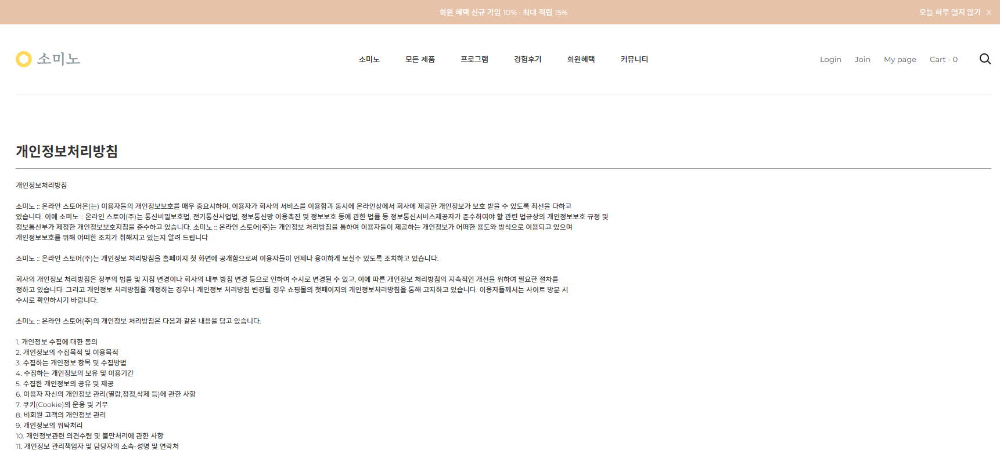 회원 혜택 신규 가입 10% · 최대 적립 15%
오늘 하루 열지 않기 X
소미노
소미노 모든 제품 프로그램 경험후기 회원혜택 커뮤니티
Login Join My page Cart - 0
개인정보처리방침
개인정보처리방침
소미노 :: 온라인 스토어은(는) 이용자들의 개인정보보호를 매우 중요시하며, 이용자가 회사의 서비스를 이용함과 동시에 온라인상에서 회사에 제공한 개인정보가 보호 받을 수 있도록 최선을 다하고
있습니다. 이에 소미노 :: 온라인 스토어(주)는 통신비밀보호법, 전기통신사업법, 정보통신망 이용촉진 및 정보보호 등에 관한 법률 등 정보통신서비스제공자가 준수하여야 할 관련 법규상의 개인정보보호 규정 및
정보통신부가 제정한 개인정보보호지침을 준수하고 있습니다. 소미노 :: 온라인 스토어(주)는 개인정보 처리방침을 통하여 이용자들이 제공하는 개인정보가 어떠한 용도와 방식으로 이용되고 있으며
개인정보보호를 위해 어떠한 조치가 취해지고 있는지 알려 드립니다
소미노 :: 온라인 스토어(주)는 개인정보 처리방침을 홈페이지 첫 화면에 공개함으로써 이용자들이 언제나 용이하게 보실수 있도록 조치하고 있습니다.
회사의 개인정보 처리방침은 정부의 법률 및 지침 변경이나 회사의 내부 방침 변경 등으로 인하여 수시로 변경될 수 있고, 이에 따른 개인정보 처리방침의 지속적인 개선을 위하여 필요한 절차를
정하고 있습니다. 그리고 개인정보 처리방침을 개정하는 경우나 개인정보 처리방침 변경될 경우 쇼핑몰의 첫페이지의 개인정보처리방침을 통해 고지하고 있습니다. 이용자들께서는 사이트 방문 시
수시로 확인하시기 바랍니다.
소미노 :: 온라인 스토어(주)의 개인정보 처리방침은 다음과 같은 내용을 담고 있습니다.
1. 개인정보 수집에 대한 동의
2. 개인정보의 수집목적 및 이용목적
3. 수집하는 개인정보 항목 및 수집방법
4. 수집하는 개인정보의 보유 및 이용기간
5. 수집한 개인정보의 공유 및 제공
6. 이용자 자신의 개인정보 관리(열람,정정,삭제 등)에 관한 사항
7. 쿠키(Cookie)의 운용 및 거부
8. 비회원 고객의 개인정보 관리
9. 개인정보의 위탁처리
10. 개인정보관련 의견수렴 및 불만처리에 관한 사항
11. 개인정보 관리책임자 및 담당자의 소속-성명 및 연락처